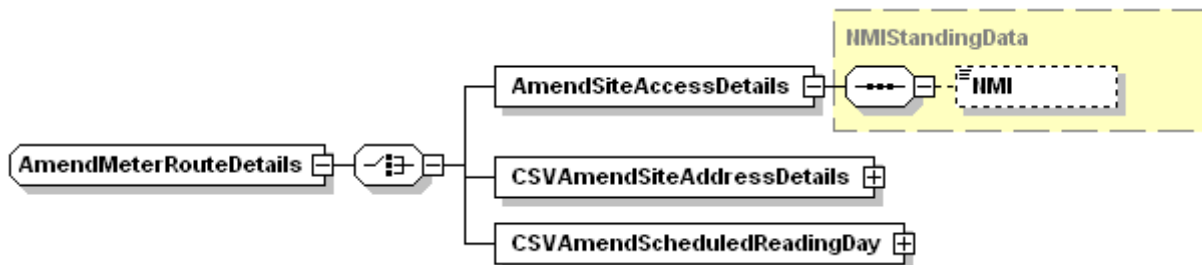 NMIStandingData
AmendSiteAccessDetails
NMI
AmendMeterRouteDetails
CSVAmendSiteAddressDetails
CSVAmendScheduledReadingDay